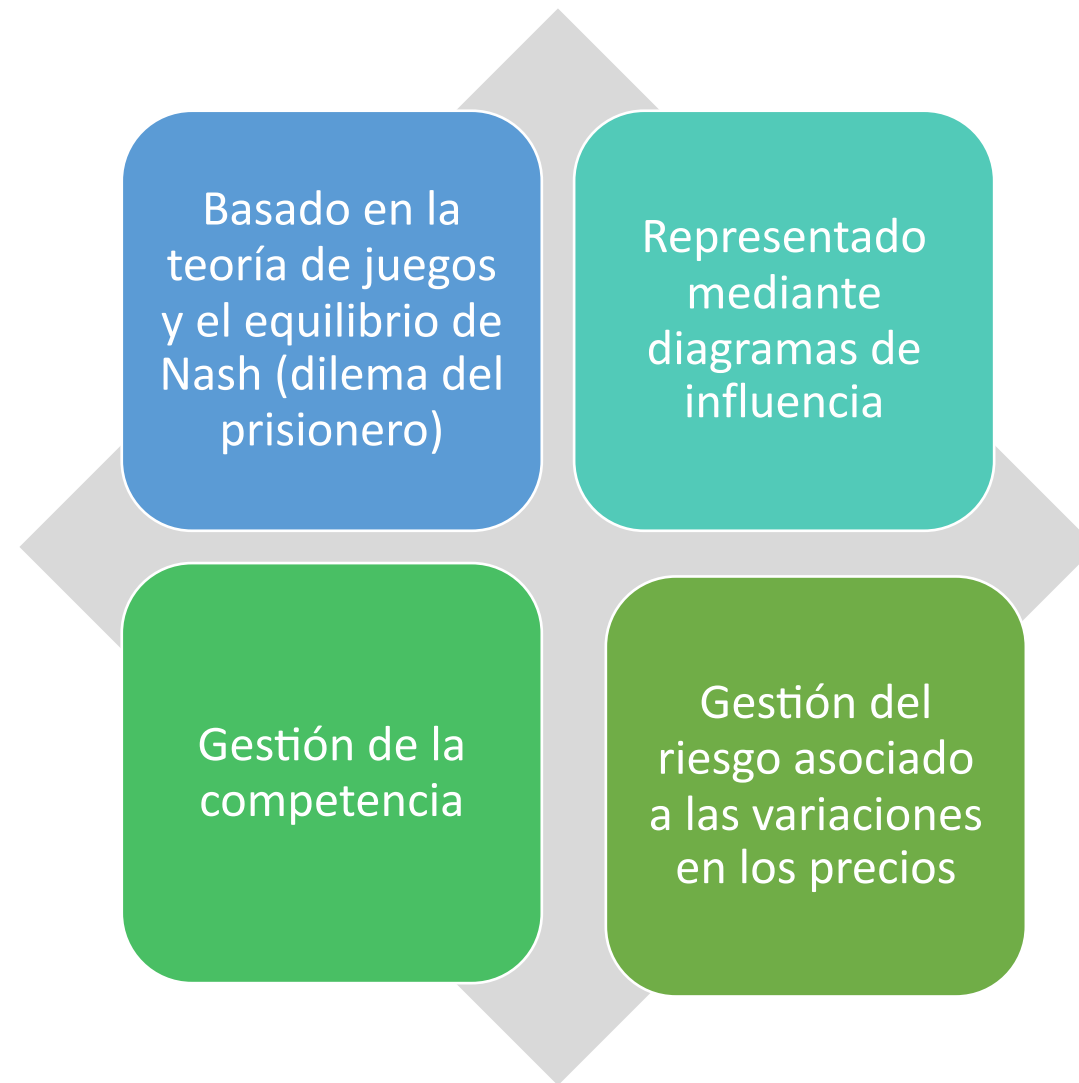 Basado en la
teoría de juegos
y el equilibrio de
Nash (dilema del
prisionero)
Representado
mediante
diagramas de
influencia
Gestión de la
competencia
Gestión del
riesgo asociado
a las variaciones
en los precios